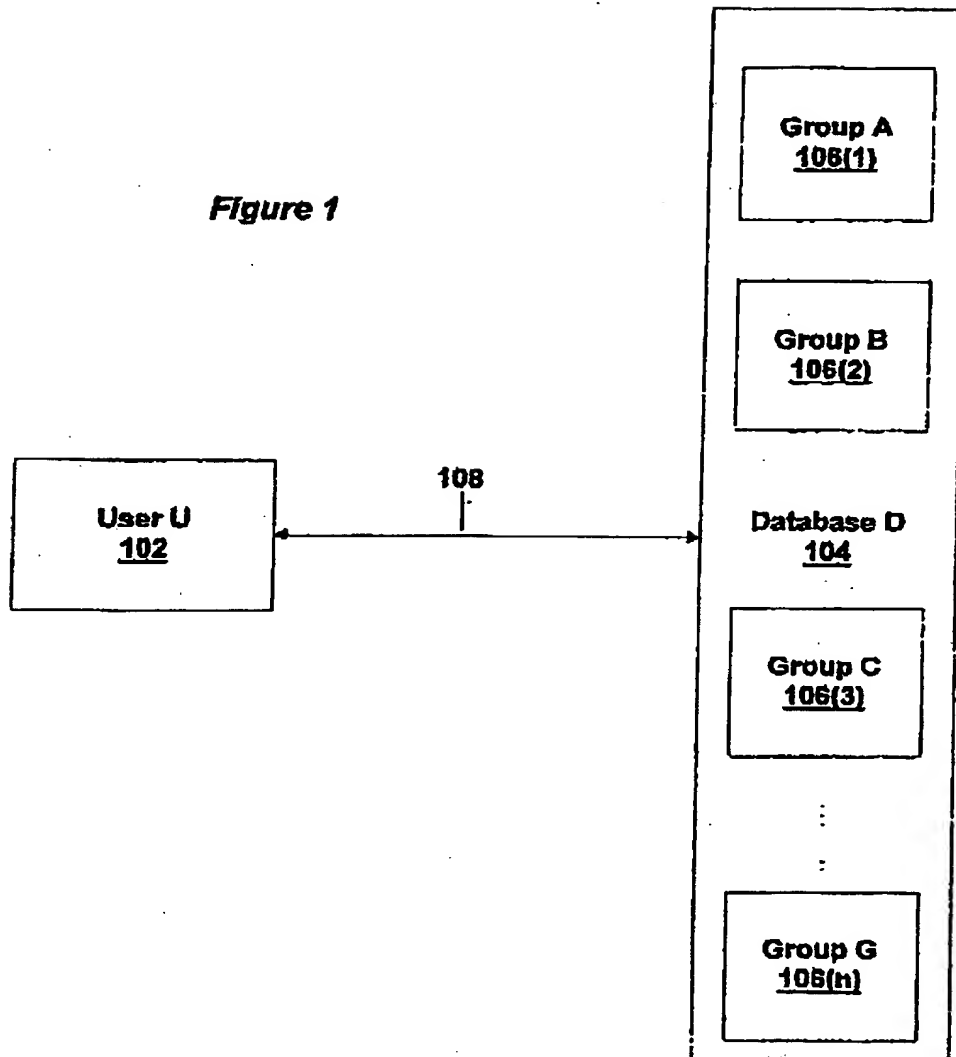 Figure 1
Group A
106(1)
Group B
106(2)
User U
102
108
Database D
104
Group C
106(3)
Group G
106(n)